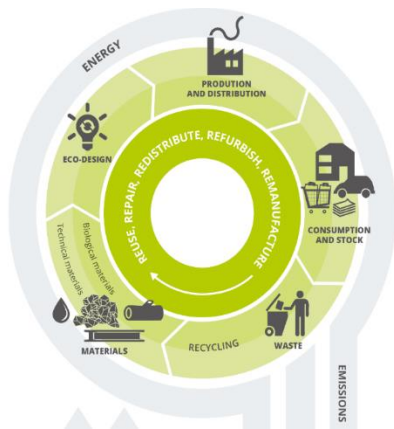 ENERGY
PRODUTION
AND DISTRIBUTION
ECO-DESIGN
REUSE, REPAIR, REDISTRIBUTE, REFURBISH, REMANUFACTURE
CONSUMPTION
AND STOCK
Technical materials
Biological materials
MATERIALS
RECYCLING
WASTE
EMISSIONS